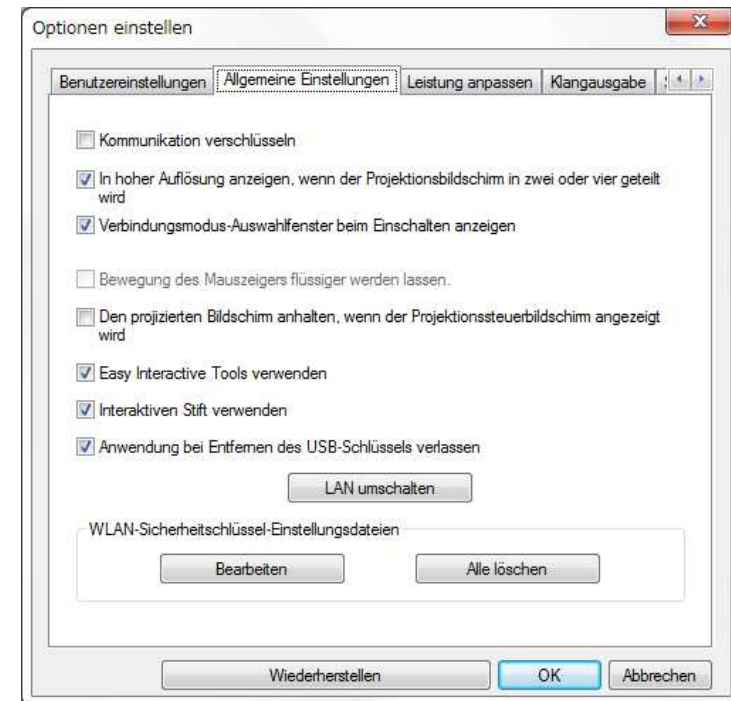 Optionen einstellen
Benutzereinstellungen Allgemeine Einstellungen Leistung anpassen Klangausgabe
Kommunikation verschlüsseln
In hoher Auflösung anzeigen, wenn der Projektionsbildschirm in zwei oder vier geteilt
wird
Verbindungsmodus-Auswahlfenster beim Einschalten anzeigen
Bewegung des Mauszeigers flüssiger werden lassen.
Den projizierten Bildschirm anhalten, wenn der Projektionssteuerbildschirm angezeigt
wird
Easy Interactive Tools verwenden
Interaktiven Stift verwenden
Anwendung bei Entfernen des USB-Schlüssels verlassen
LAN umschalten
WLAN-Sicherheitschlüssel-Einstellungsdateien
Bearbeiten Alle löschen
Wiederherstellen OK Abbrechen